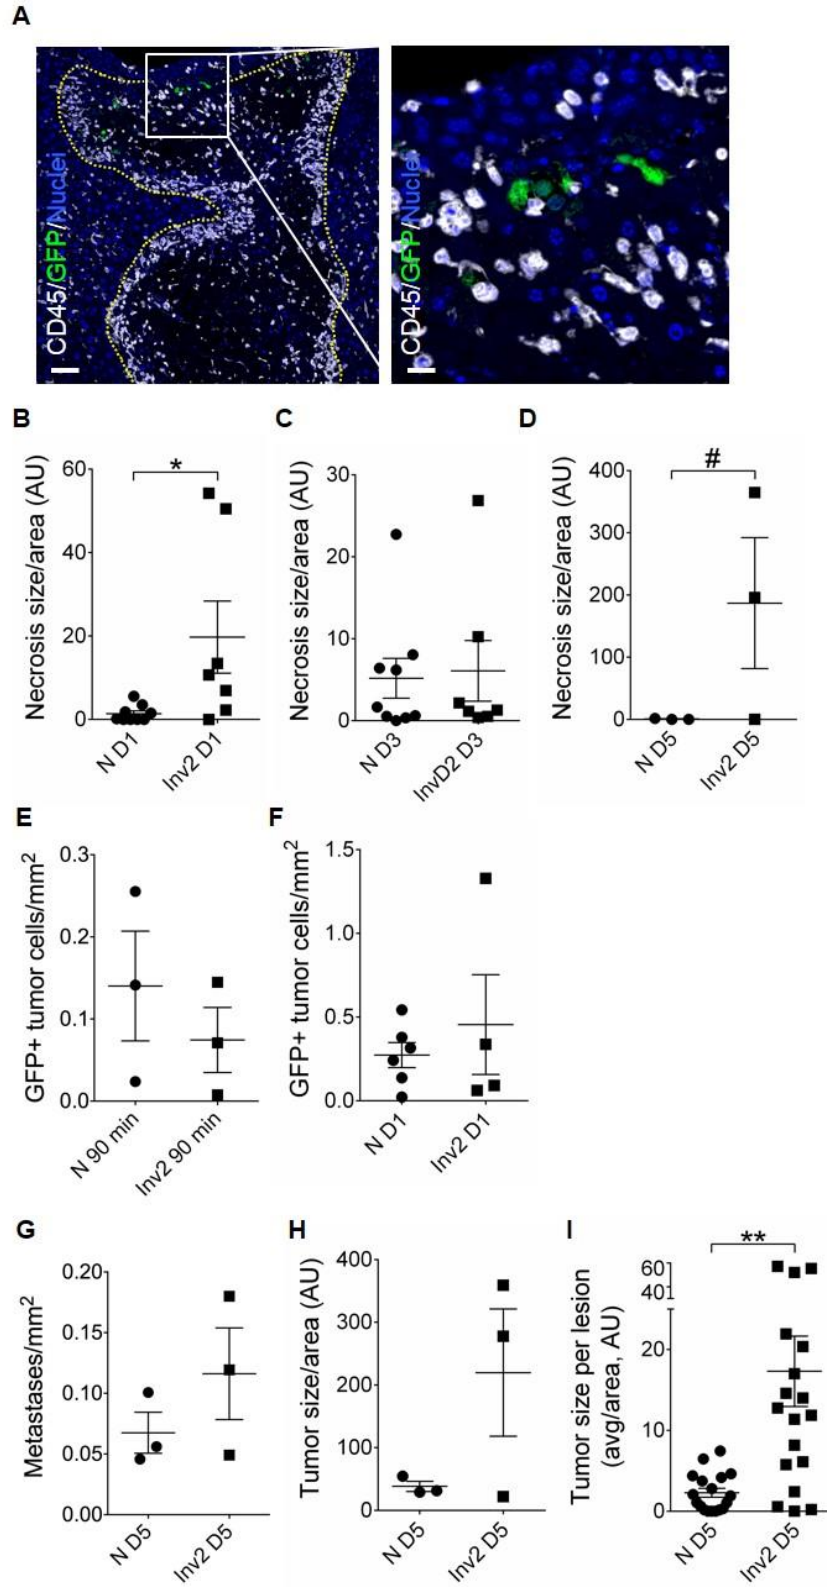 A
CD45/GFP/Nuclei
CD45/GFP/Nuclei
B
C
D
Necrosis size/area (AU)
60
40
20
0
*
N D1
Inv2 D1
Necrosis size/area (AU)
30
20
10
0
N D3
InvD2 D3
Necrosis size/area (AU)
400
300
200
100
0
#
N D5
Inv2 D5
E
F
GFP+ tumor cells/mm²
0.3
0.2
0.1
0.0
N 90 min
Inv2 90 min
GFP+ tumor cells/mm²
1.5
1.0
0.5
0.0
N D1
Inv2 D1
G
H
I
Metastases/mm²
0.20
0.15
0.10
0.05
0.00
N D5
Inv2 D5
Tumor size/area (AU)
400
300
200
100
0
N D5
Inv2 D5
Tumor size per lesion
(avg/area, AU)
60
40
20
10
0
**
N D5
Inv2 D5